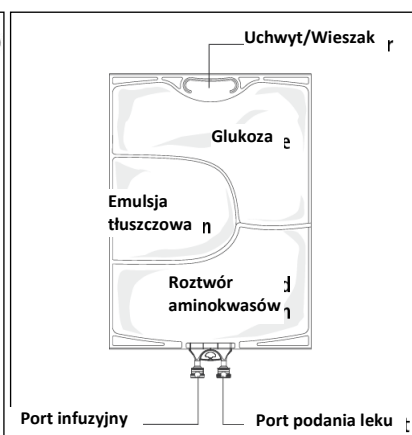 Uchwyt/Wieszak r
Glukoza e
Emulsja
tłuszczowa n
Roztwór d
aminokwasów
Port infuzyjny
Port podania leku t